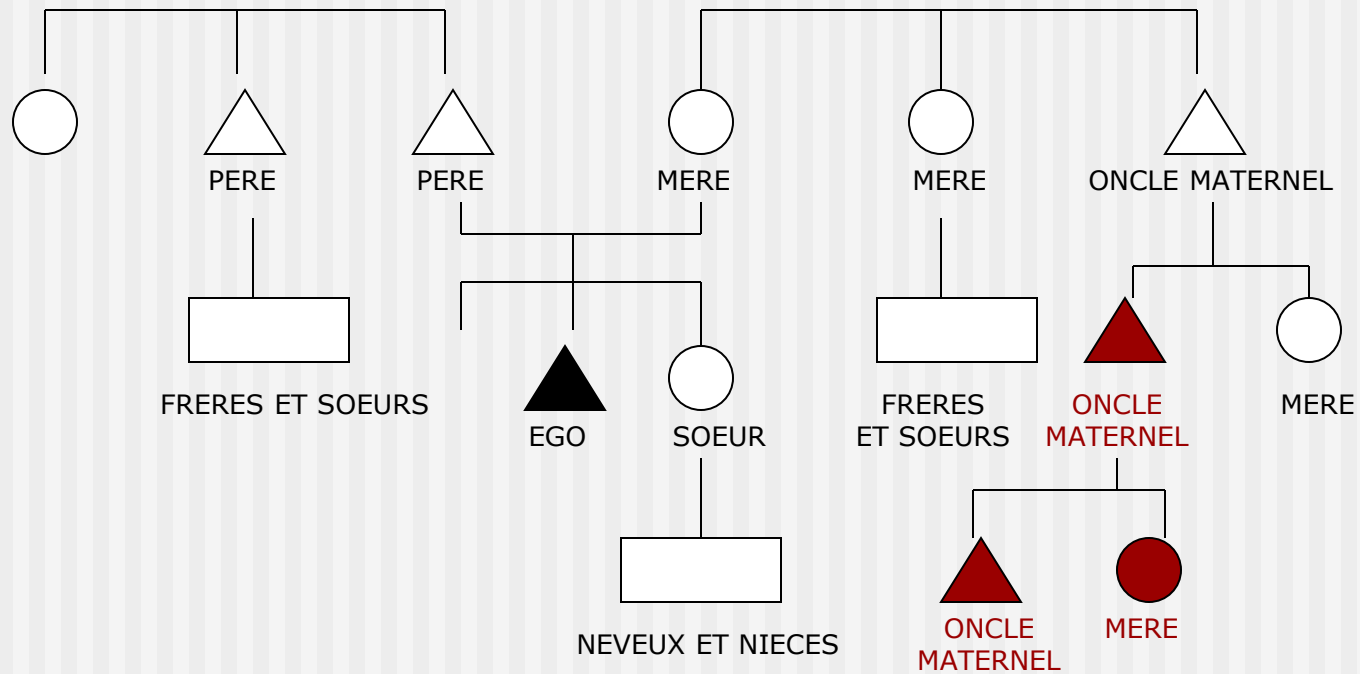 PERE
PERE
MERE
MERE
ONCLE MATERNEL
FRERES ET SOEURS
EGO
SOEUR
FRERES
ET SOEURS
ONCLE
MATERNEL
MERE
NEVEUX ET NIECES
ONCLE
MATERNEL
MERE